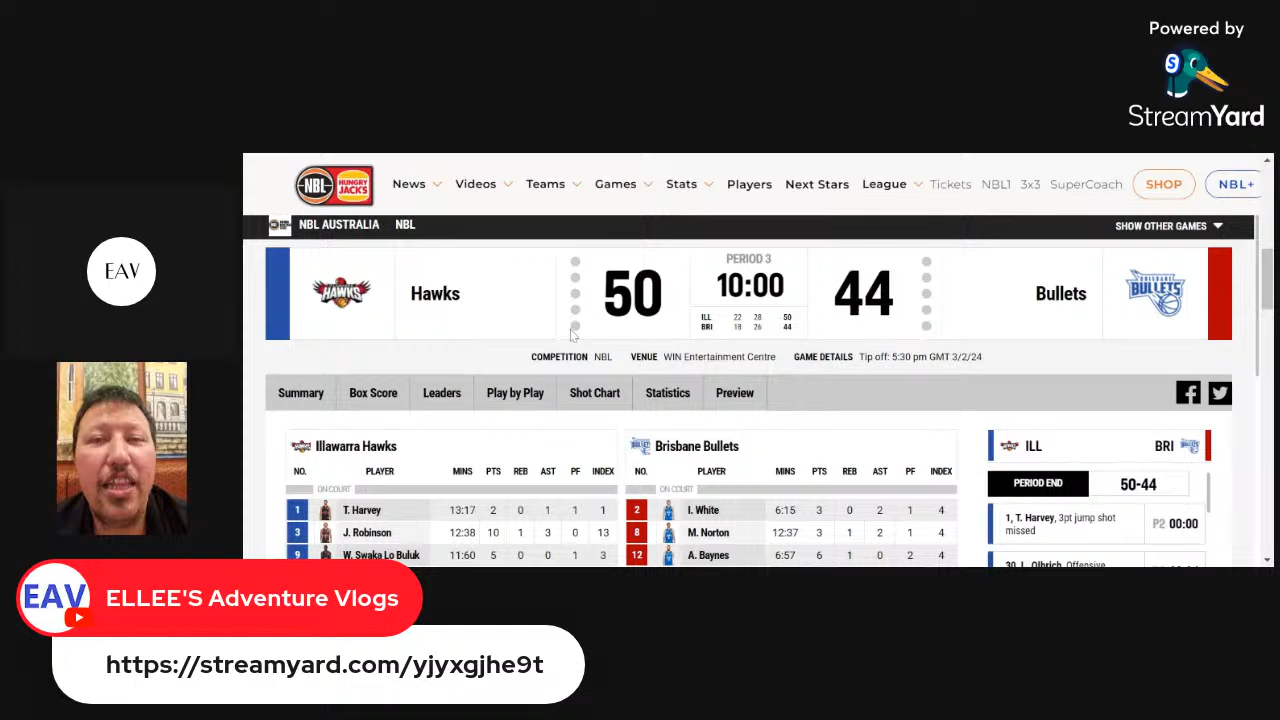 Powered by
StreamYard
NBL HUNGRY JACK'S News Videos Teams Games Stats Players Next Stars League Tickets NBL1 3x3 SuperCoach SHOP NBL+
NBL AUSTRALIA NBL SHOW OTHER GAMES
HAWKS Hawks 50 PERIOD 3 10:00 44 Bullets BRISBANE BULLETS
ILL 22 28 50
BRI 18 26 44
COMPETITION NBL VENUE WIN Entertainment Centre GAME DETAILS Tip off: 5:30 pm GMT 3/2/24
Summary Box Score Leaders Play by Play Shot Chart Statistics Preview
Illawarra Hawks
NO. PLAYER MINS PTS REB AST PF INDEX
ON COURT
1 T. Harvey 13:17 2 0 1 1 1
3 J. Robinson 12:38 10 1 3 0 13
9 W. Swaka Lo Buluk 11:60 5 0 0 1 3
Brisbane Bullets
NO. PLAYER MINS PTS REB AST PF INDEX
ON COURT
2 I. White 6:15 3 0 2 1 4
8 M. Norton 12:37 3 1 2 1 4
12 A. Baynes 6:57 6 1 0 2 4
ILL BRI
PERIOD END 50-44
1, T. Harvey, 3pt jump shot
missed
P2 00:00
30, L. Olbrich, Offensive
EAV
EAV
ELLEE'S Adventure Vlogs
https://streamyard.com/yjyxgjhe9t